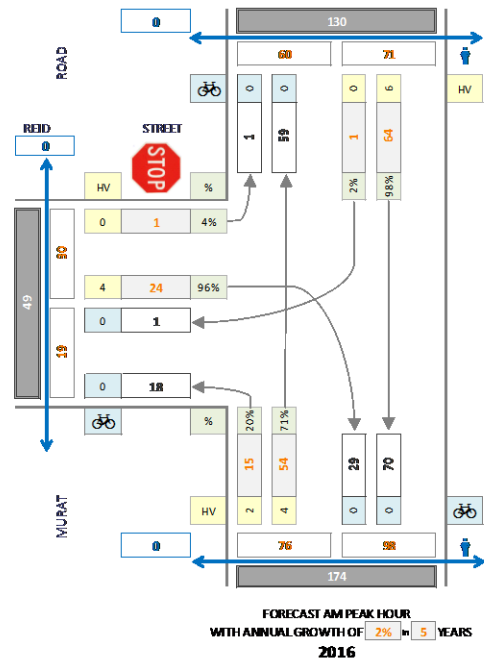 0 130
60 71
ROAD
0 0 0 6 HV
1 59 1 64
REID STREET
0
STOP
2% 98%
HV %
0 1 4%
49 30
4 24 96%
0 1
19
0 18
% 20% 71%
15 54 29 70
MURAT
HV 2 4 0 0
0 76 98
174
FORECAST AM PEAK HOUR
WITH ANNUAL GROWTH OF 2% in 5 YEARS
2016